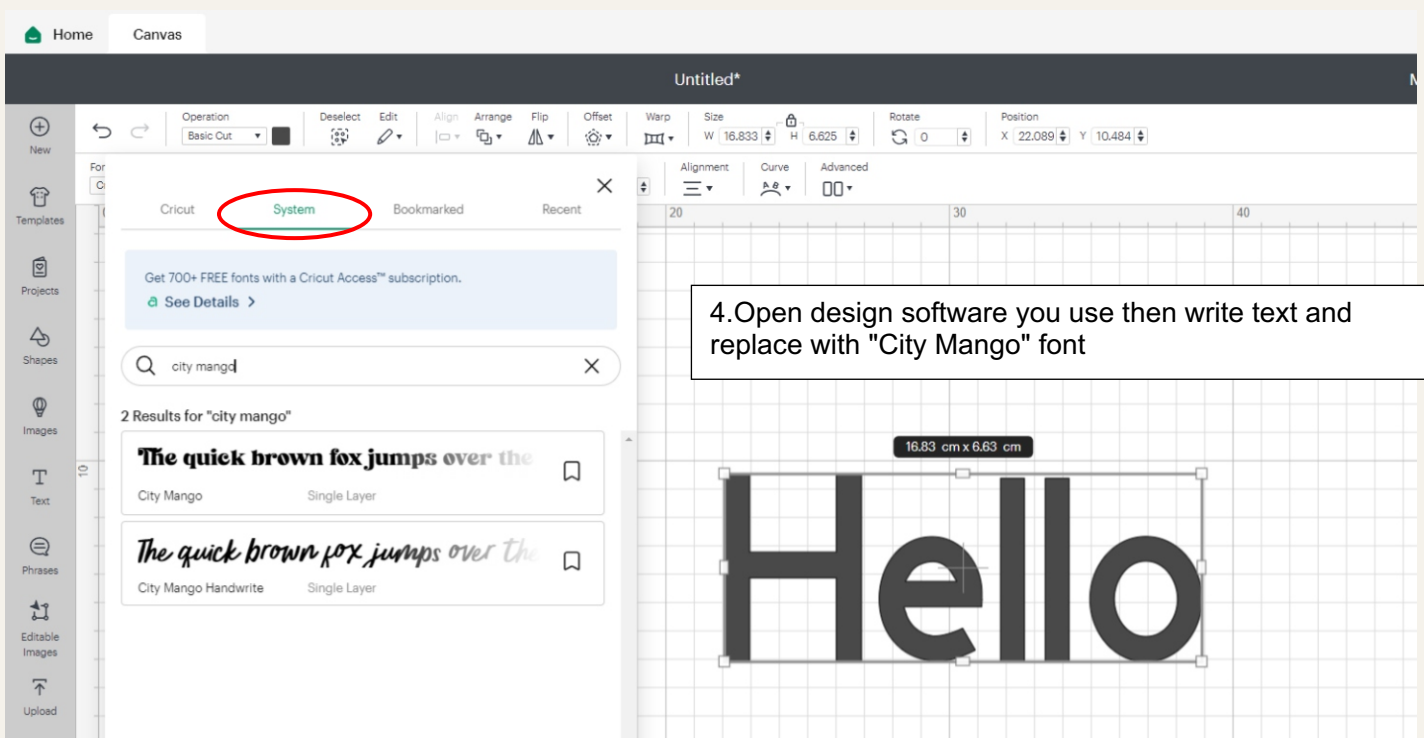 Home Canvas
Untitled*
New
Operation Deselect Edit Align Arrange Flip Offset Warp Size Rotate Position
Basic Cut W 16.833 H 6.625 0 X 22.089 Y 10.484
Alignment Curve Advanced
Templates
Cricut System Bookmarked Recent
20 30 40
Get 700+ FREE fonts with a Cricut Access™ subscription.
See Details >
Projects
4.Open design software you use then write text and
replace with "City Mango" font
Shapes
city mango
Images
2 Results for "city mango"
The quick brown fox jumps over the
City Mango Single Layer
16.83 cm x 6.63 cm
10
Text
The quick brown fox jumps over the
City Mango Handwrite Single Layer
Hello
Phrases
Editable
Images
Upload